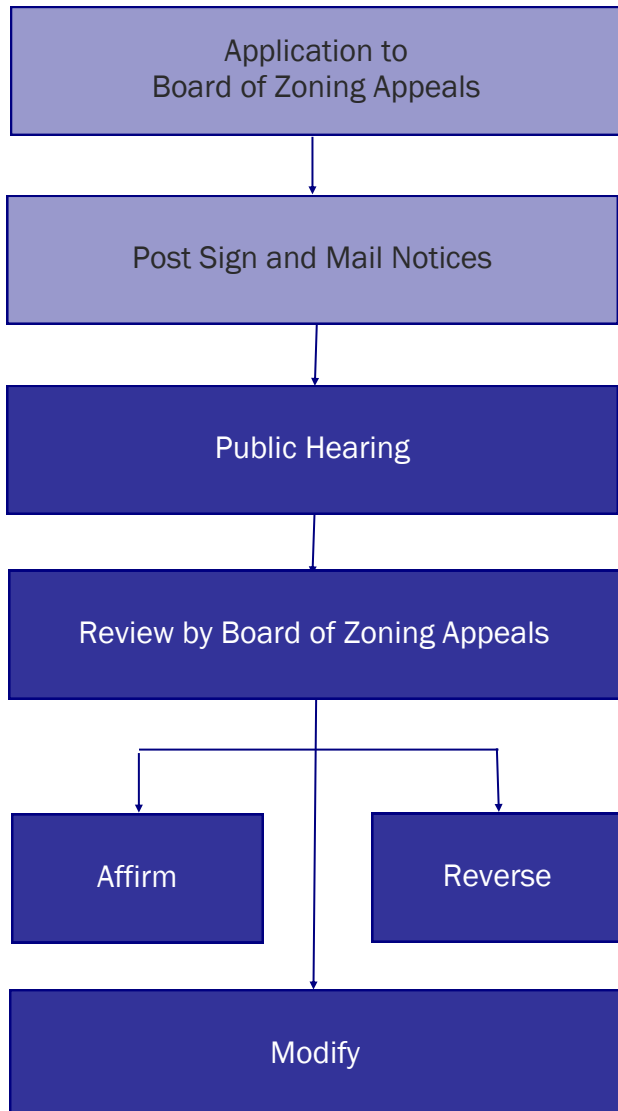 Application to
Board of Zoning Appeals
Post Sign and Mail Notices
Public Hearing
Review by Board of Zoning Appeals
Affirm
Reverse
Modify